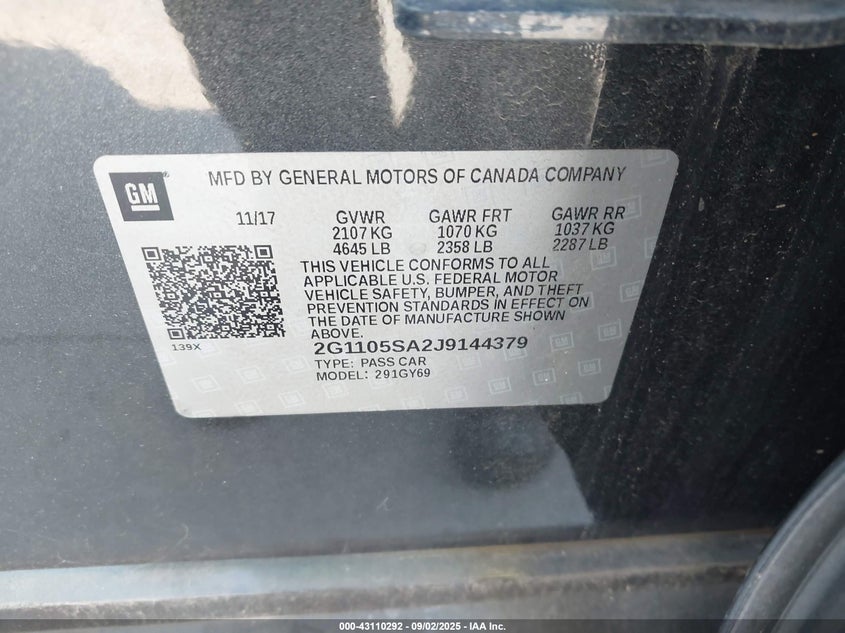 GM
MFD BY GENERAL MOTORS OF CANADA COMPANY
11/17 GVWR GAWR FRT GAWR RR
2107 KG 1070 KG 1037 KG
4645 LB 2358 LB 2287 LB
THIS VEHICLE CONFORMS TO ALL
APPLICABLE U.S. FEDERAL MOTOR
VEHICLE SAFETY, BUMPER, AND THEFT
PREVENTION STANDARDS IN EFFECT ON
THE DATE OF MANUFACTURE SHOWN
ABOVE.
139X
2G1105SA2J9144379
TYPE: PASS CAR
MODEL: 291GY69
000-43110292 - 09/02/2025 - IAA Inc.